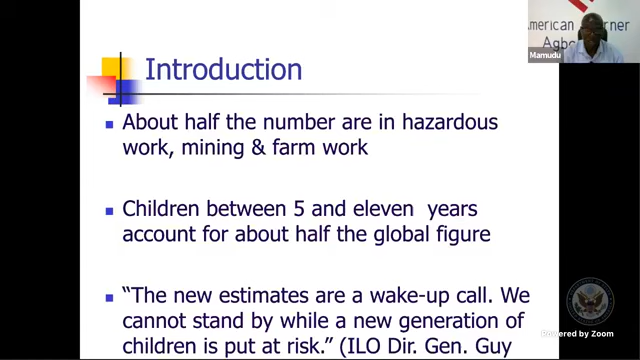 American Corner
Agbo
Mamudu
Introduction
About half the number are in hazardous
work, mining & farm work
Children between 5 and eleven years
account for about half the global figure
“The new estimates are a wake-up call. We
cannot stand by while a new generation of
children is put at risk.” (ILO Dir. Gen. Guy
Powered by Zoom